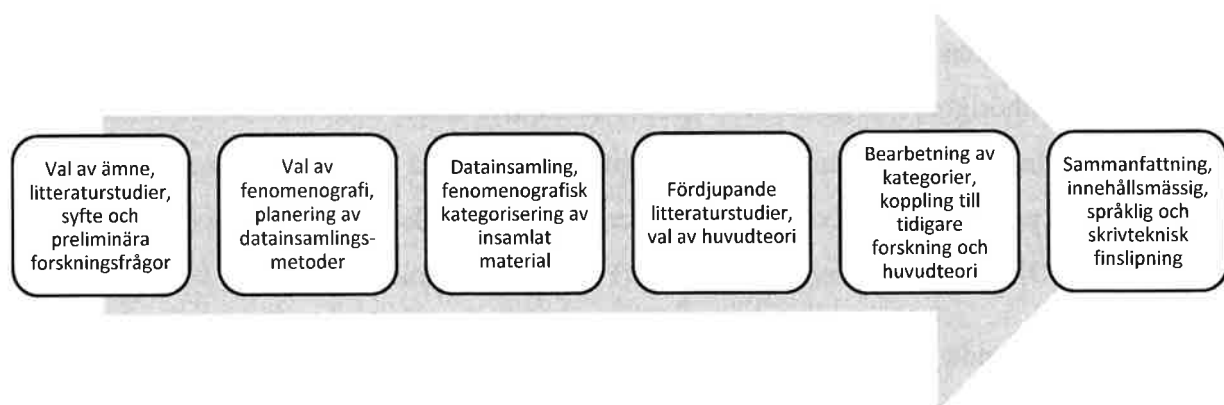 Val av ämne,
litteraturstudier,
syfte och
preliminära
forskningsfrågor
Val av
fenomenografi,
planering av
datainsamlings-
metoder
Datainsamling,
fenomenografisk
kategorisering av
insamlat
material
Fördjupande
litteraturstudier,
val av huvudteori
Bearbetning av
kategorier,
koppling till
tidigare
forskning och
huvudteori
Sammanfattning,
innehållsmässig,
språklig och
skrivteknisk
finslipning